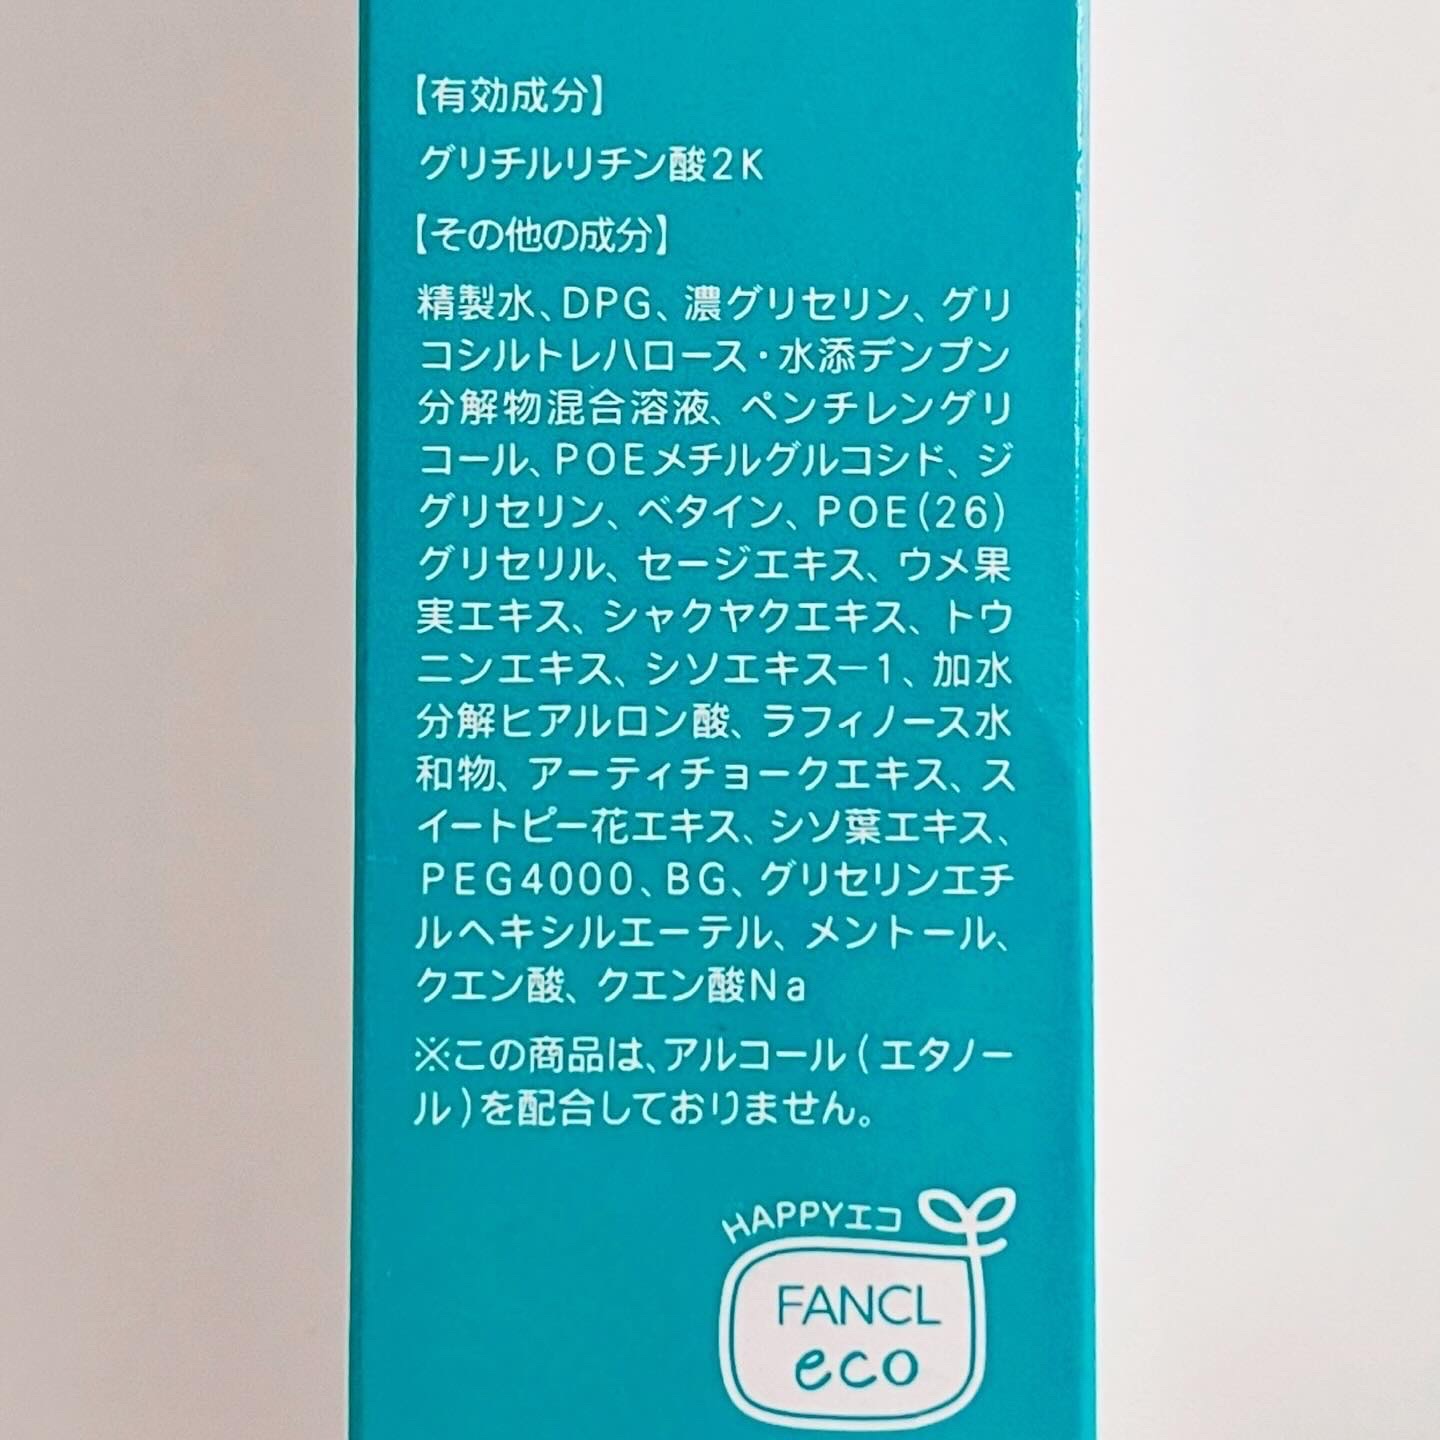 【有効成分】
グリチルリチン酸2K
【その他の成分】
精製水、DPG、濃グリセリン、グリ
コシルトレハロース・水添デンプン
分解物混合溶液、ペンチレングリ
コール、POEメチルグルコシド、ジ
グリセリン、ベタイン、POE(26)
グリセリル、セージエキス、ウメ果
実エキス、シャクヤクエキス、トウ
ニンエキス、シソエキス－1、加水
分解ヒアルロン酸、ラフィノース水
和物、アーティチョークエキス、ス
イートピー花エキス、シソ葉エキス、
PEG4000、BG、グリセリンエチ
ルヘキシルエーテル、メントール、
クエン酸、クエン酸Na
※この商品は、アルコール(エタノー
ル)を配合しておりません。
HAPPYエコ
FANCL
eco